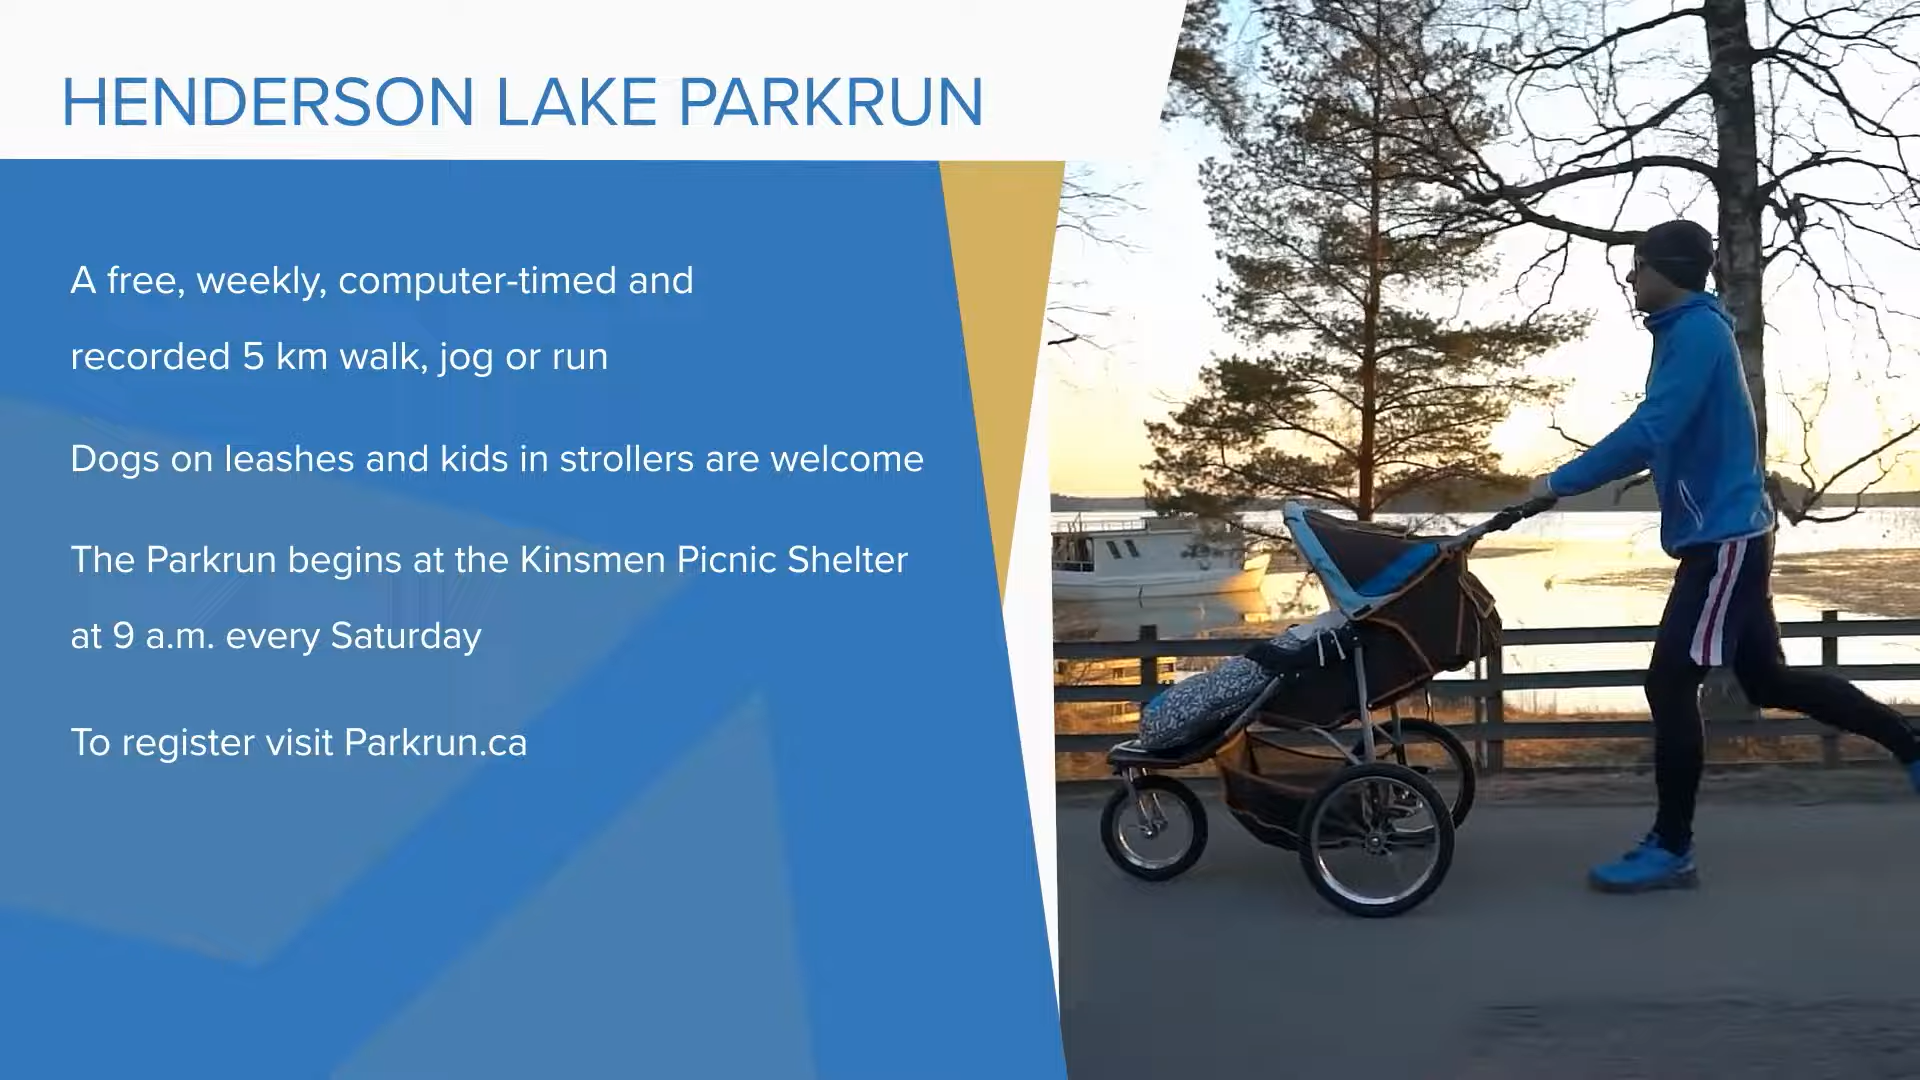 HENDERSON LAKE PARKRUN
A free, weekly, computer-timed and
recorded 5 km walk, jog or run
Dogs on leashes and kids in strollers are welcome
The Parkrun begins at the Kinsmen Picnic Shelter
at 9 a.m. every Saturday
To register visit Parkrun.ca